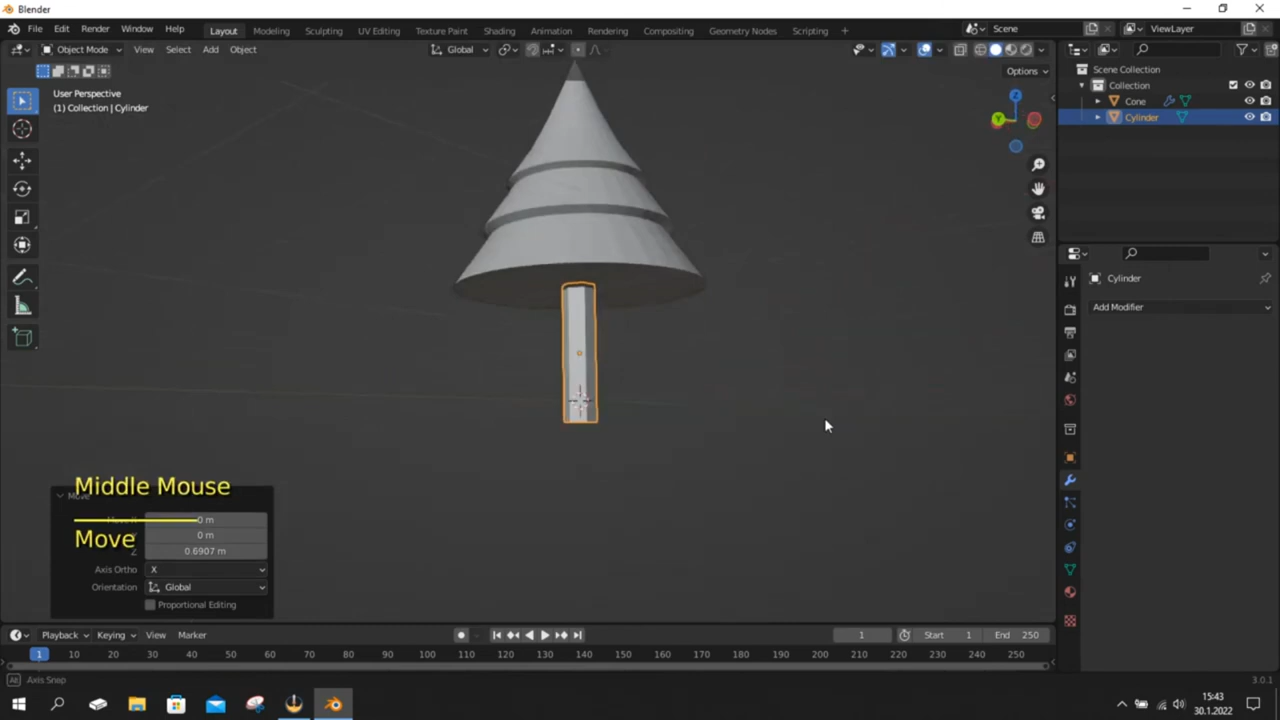 Blender
File Edit Render Window Help Layout Modeling Sculpting UV Editing Texture Paint Shading Animation Rendering Compositing Geometry Nodes Scripting + Scene ViewLayer
Object Mode View Select Add Object Global
Options
User Perspective
(1) Collection | Cylinder
Z
Y
Scene Collection
Collection
Cone
Cylinder
Cylinder
Add Modifier
Middle Mouse
Move
0 m
Move
0 m
Z 0.6907 m
Axis Ortho X
Orientation Global
Proportional Editing
Playback Keying View Marker 1 Start 1 End 250
1 10 20 30 40 50 60 70 80 90 100 110 120 130 140 150 160 170 180 190 200 210 220 230 240 250
Alt Axis Snap 3.0.1
15:43
30.1.2022